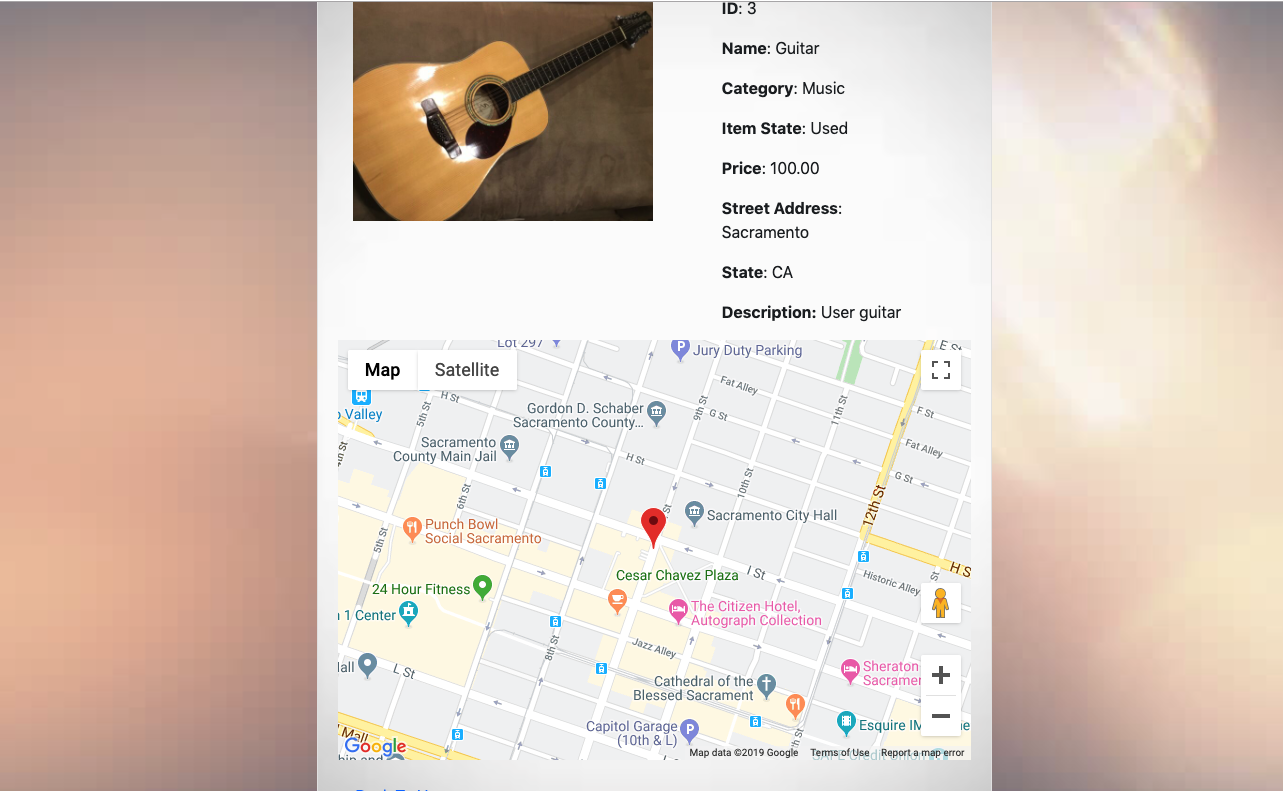 ID: 3
Name: Guitar
Category: Music
Item State: Used
Price: 100.00
Street Address:
Sacramento
State: CA
Description: User guitar
Map
Satellite
Lot 297
Jury Duty Parking
E St
Valley
5th St
H St
Gordon D. Schaber
Sacramento County...
Fat Alley
9th St
G St
11th St
F St
Sacramento
County Main Jail
H St
Fat Alley
G St
6th St
10th St
12th St
Sacramento City Hall
Punch Bowl
Social Sacramento
5th St
I St
H S
Cesar Chavez Plaza
Historic Alley
24 Hour Fitness
1 Center
The Citizen Hotel,
Autograph Collection
8th St
Jazz Alley
L St
Sheraton
Sacramen
Cathedral of the
Blessed Sacrament
Capitol Garage
(10th & L)
Esquire IM
Mall
Google
Map data ©2019 Google
Terms of Use
Report a map error